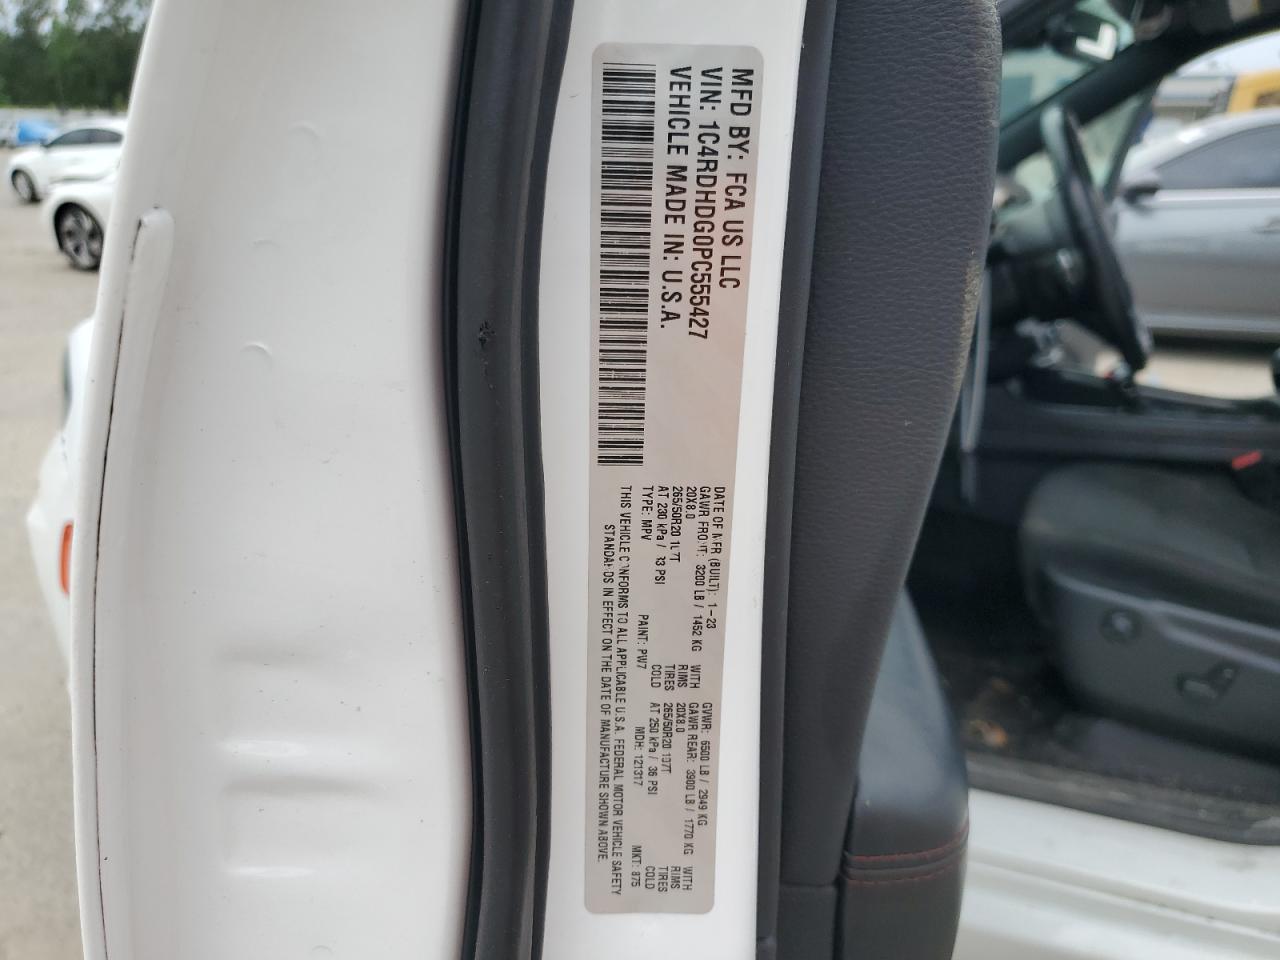 MFD BY: FCA US LLC
VIN: 1C4RDHDG0PC555427
VEHICLE MADE IN: U.S.A.
DATE OF MFR (BUILT): 1-23 GVWR: 6500 LB / 2949 KG
GAWR FRONT: 3200 LB / 1452 KG WITH GAWR REAR: 3900 LB / 1770 KG WITH
20X8.0 RIMS 20X8.0 RIMS
265/50R20 107T TIRES 265/50R20 107T TIRES
AT 230 kPa / 33 PSI COLD AT 250 kPa / 36 PSI COLD
TYPE: MPV PAINT: PW7 MDH: 121317 MKT: 875
THIS VEHICLE CONFORMS TO ALL APPLICABLE U.S.A. FEDERAL MOTOR VEHICLE SAFETY
STANDARDS IN EFFECT ON THE DATE OF MANUFACTURE SHOWN ABOVE.